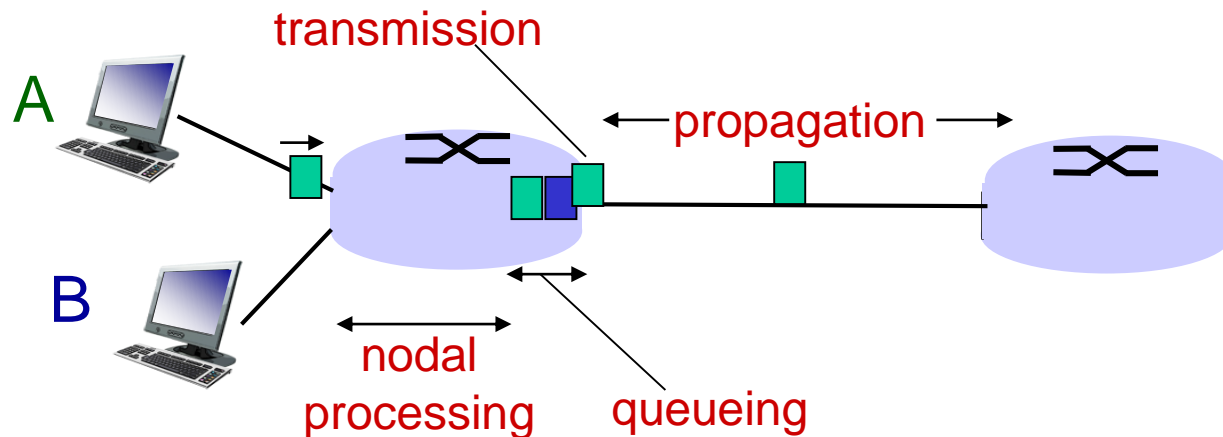 transmission
A
propagation
B
nodal
processing
queueing